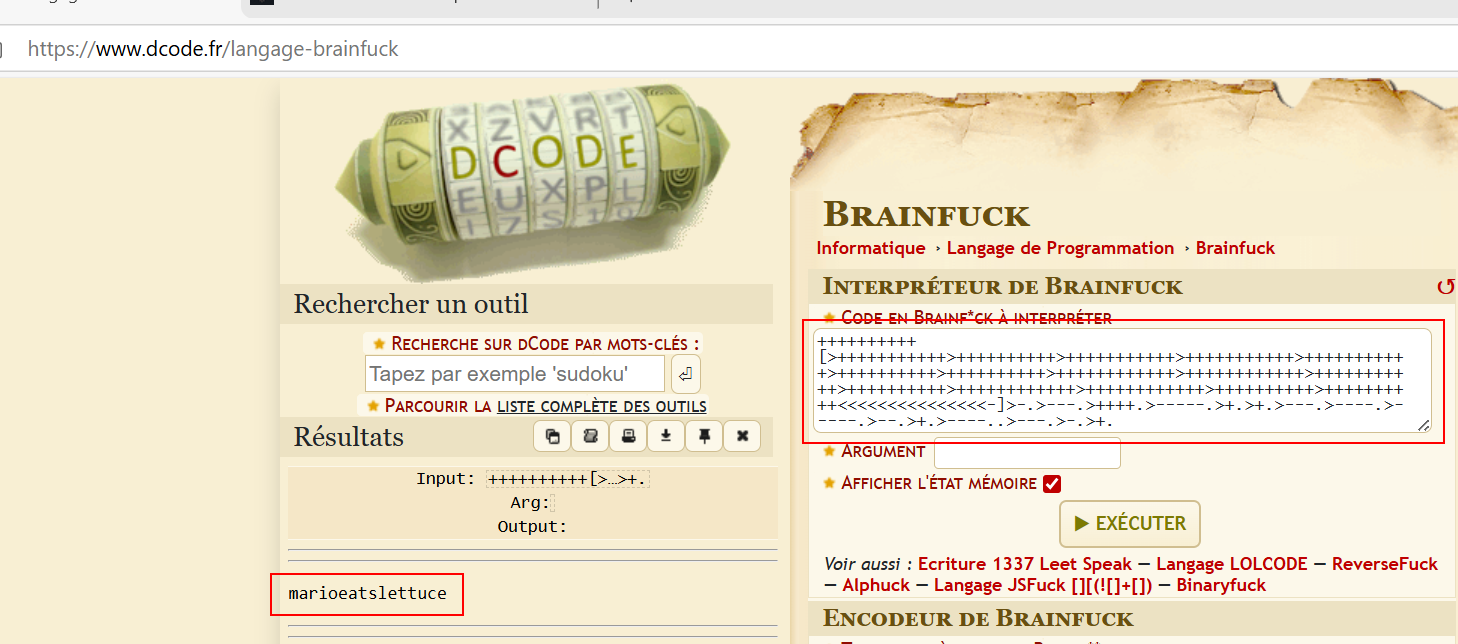 https://www.dcode.fr/langage-brainfuck
X Z V R T
D C O D E
Rechercher un outil
★ Recherche sur dCode par mots-clés :
Tapez par exemple 'sudoku'
★ Parcourir la liste complète des outils
Résultats
Input: ++++++++++[>…>+.
Arg:
Output:
marioeatslettuce
Brainfuck
Informatique › Langage de Programmation › Brainfuck
Interpréteur de Brainfuck
★ Code en Brainf*ck à interpréter
++++++++++
[>+++++++++++>++++++++++>+++++++++++>+++++++++++>++++++++++
+>++++++++++>++++++++++>++++++++++++>++++++++++++>+++++++++
++>++++++++++>++++++++++++>++++++++++++>++++++++++>+++++++++
++<<<<<<<<<<<<<<<<-]>-.>---.>++++.>-----.>+.>+.>---.>----.>-
----.>--.>+.>----..>---.>-.>+.
★ Argument
★ Afficher l'état mémoire
▶ EXÉCUTER
Voir aussi : Ecriture 1337 Leet Speak — Langage LOLCODE — ReverseFuck
— Alphuck — Langage JSFuck [][(![]+[]) — Binaryfuck
Encodeur de Brainfuck